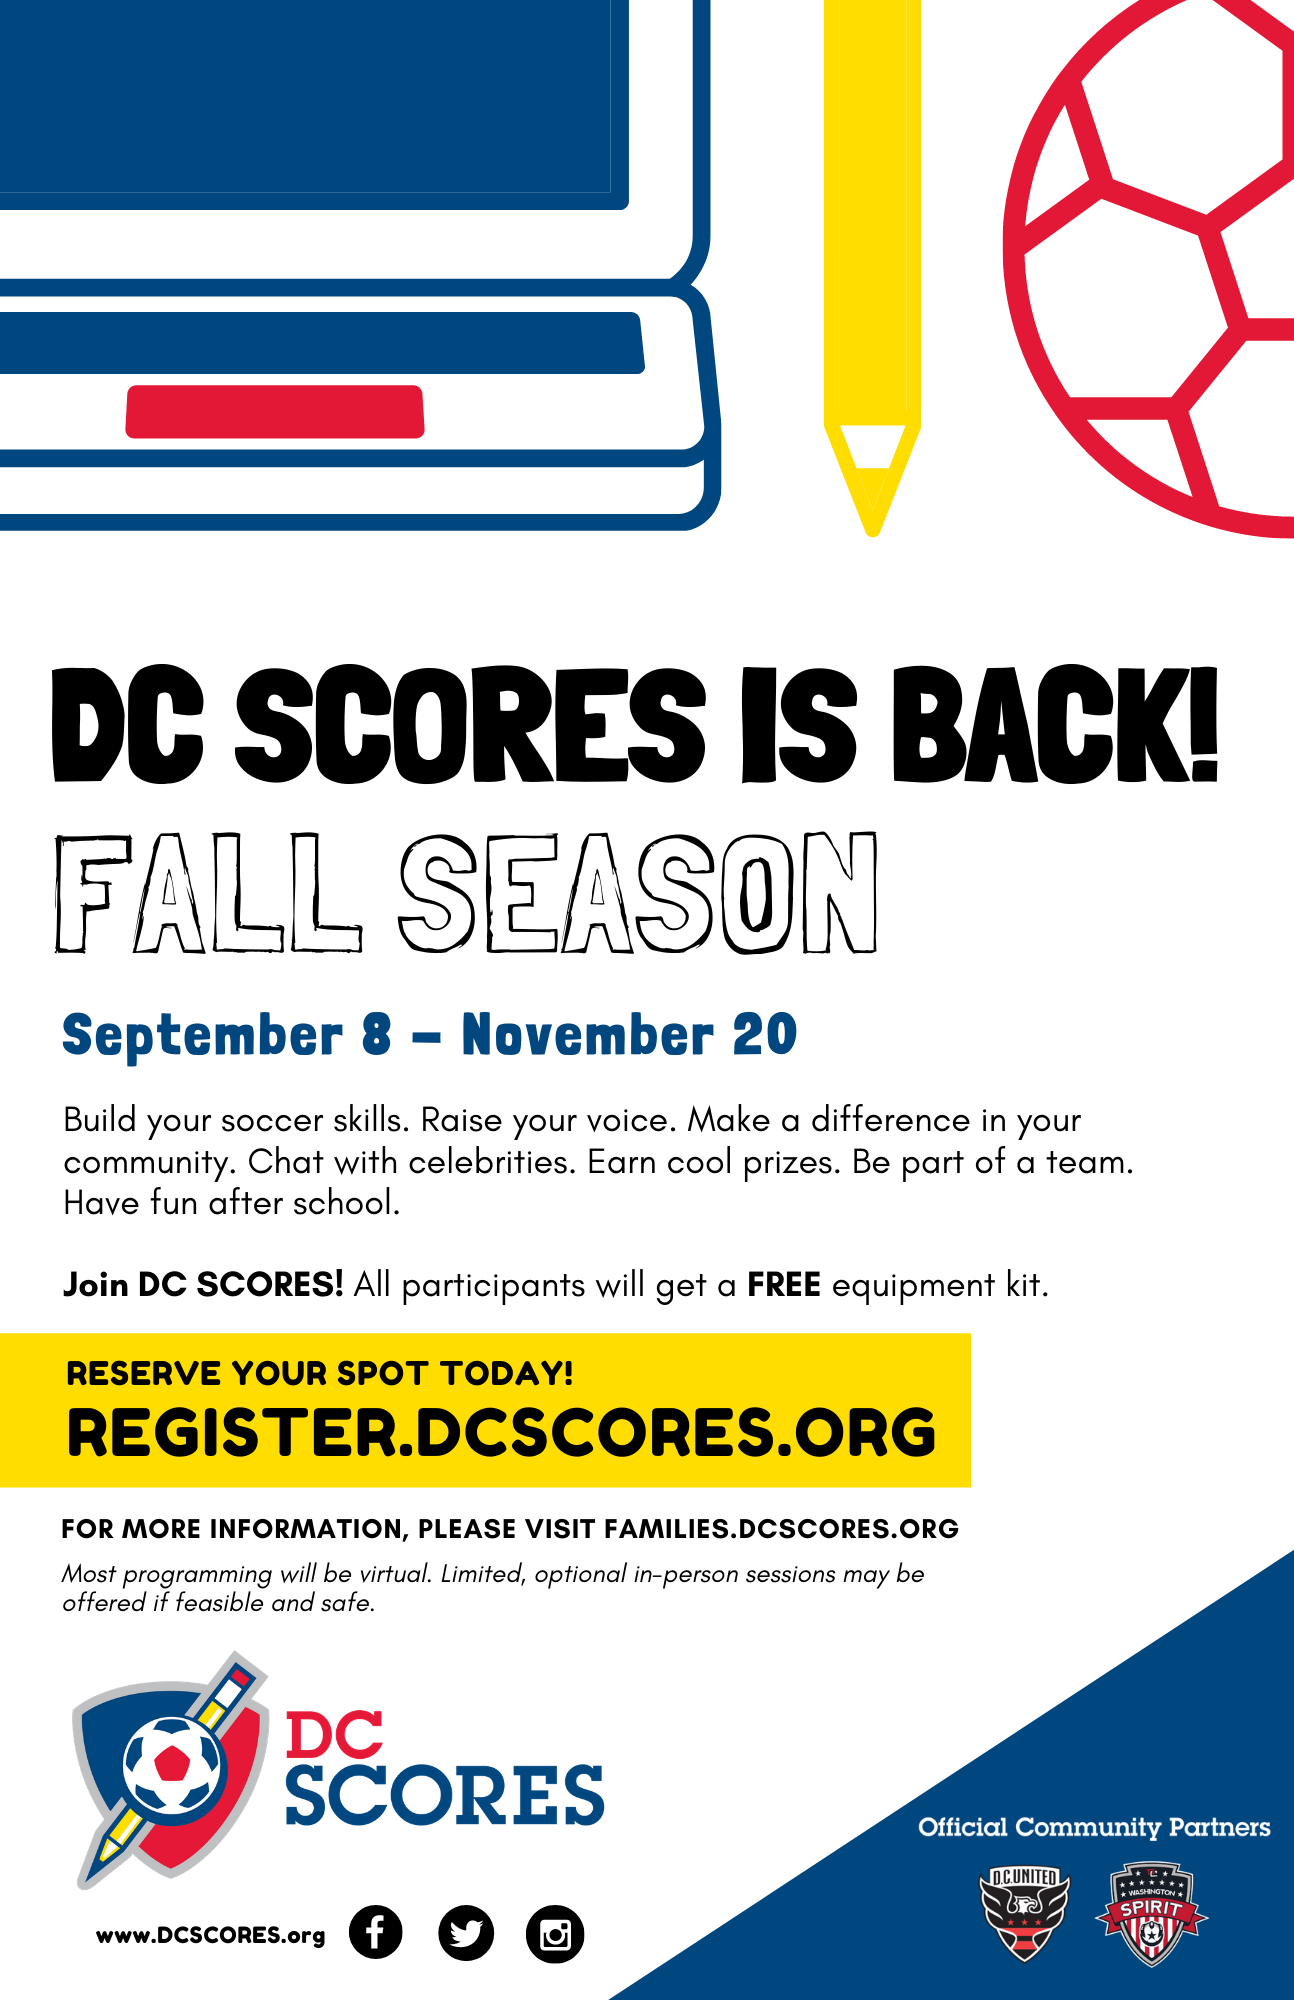 DC SCORES IS BACK!
FALL SEASON
September 8 - November 20
Build your soccer skills. Raise your voice. Make a difference in your
community. Chat with celebrities. Earn cool prizes. Be part of a team.
Have fun after school.
Join DC SCORES! All participants will get a FREE equipment kit.
RESERVE YOUR SPOT TODAY!
REGISTER.DCSCORES.ORG
FOR MORE INFORMATION, PLEASE VISIT FAMILIES.DCSCORES.ORG
Most programming will be virtual. Limited, optional in-person sessions may be
offered if feasible and safe.
DC
SCORES
www.DCSCORES.org
Official Community Partners
D.C.UNITED
WASHINGTON
SPIRIT